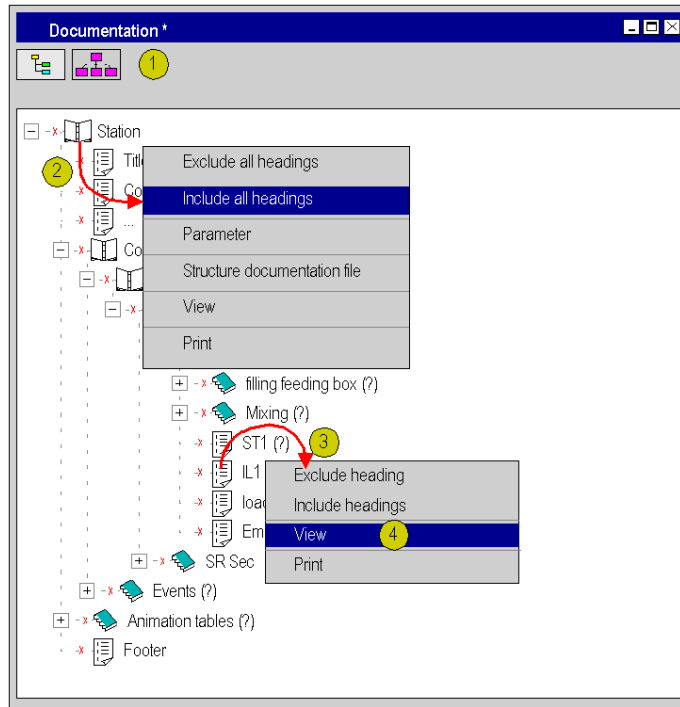 Documentation *
1
Station
2
Title
Exclude all headings
Co
Include all headings
...
Parameter
Co
Structure documentation file
View
Print
filling feeding box (?)
Mixing (?)
ST1 (?)
3
IL1
Exclude heading
load
Include headings
Em
View
4
SR Sec
Print
Events (?)
Animation tables (?)
Footer